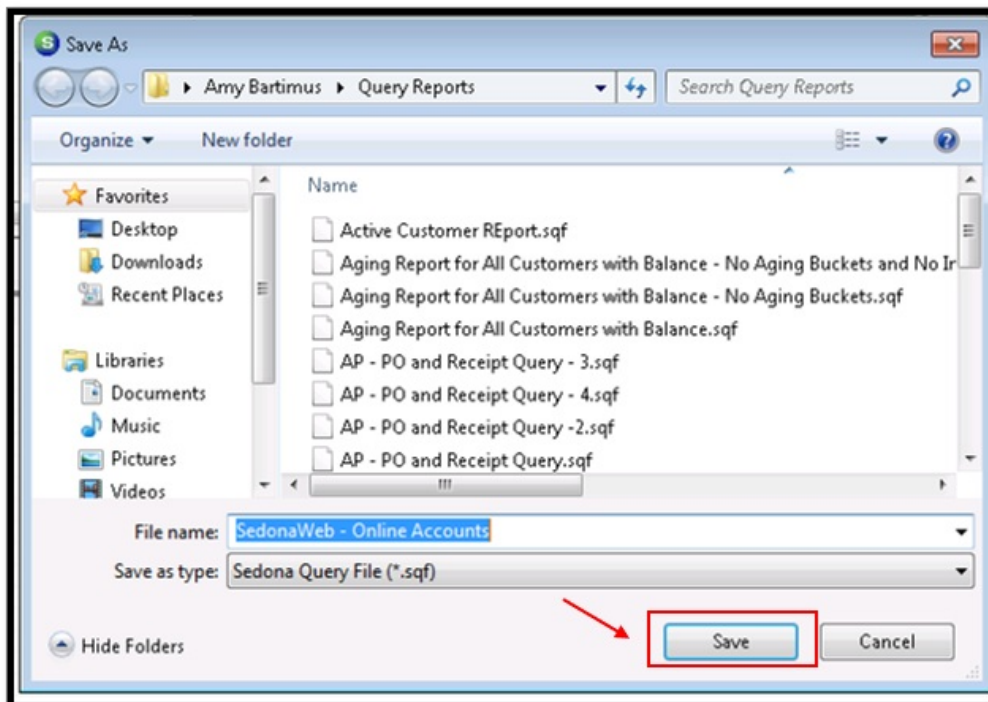 Save As
Amy Bartimus Query Reports
Search Query Reports
Organize
New folder
Name
Favorites
Desktop
Downloads
Recent Places
Libraries
Documents
Music
Pictures
Videos
Active Customer REport.sqf
Aging Report for All Customers with Balance - No Aging Buckets and No Ir
Aging Report for All Customers with Balance - No Aging Buckets.sqf
Aging Report for All Customers with Balance.sqf
AP - PO and Receipt Query - 3.sqf
AP - PO and Receipt Query - 4.sqf
AP - PO and Receipt Query -2.sqf
AP - PO and Receipt Query.sqf
File name: SedonaWeb - Online Accounts
Save as type: Sedona Query File (*.sqf)
Hide Folders
Save
Cancel